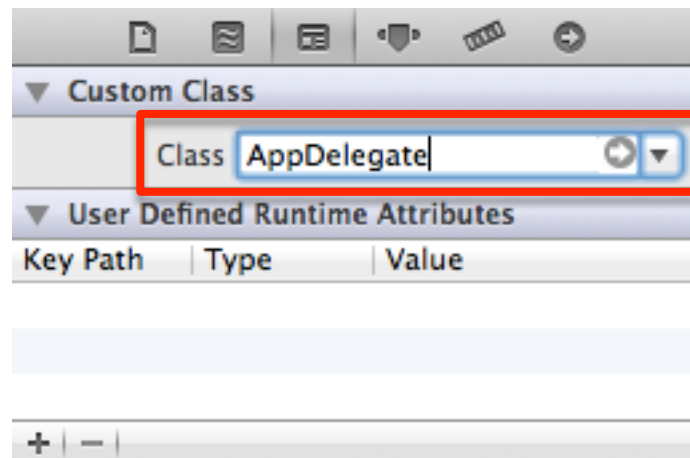 Custom Class
Class AppDelegate
User Defined Runtime Attributes
Key Path Type Value